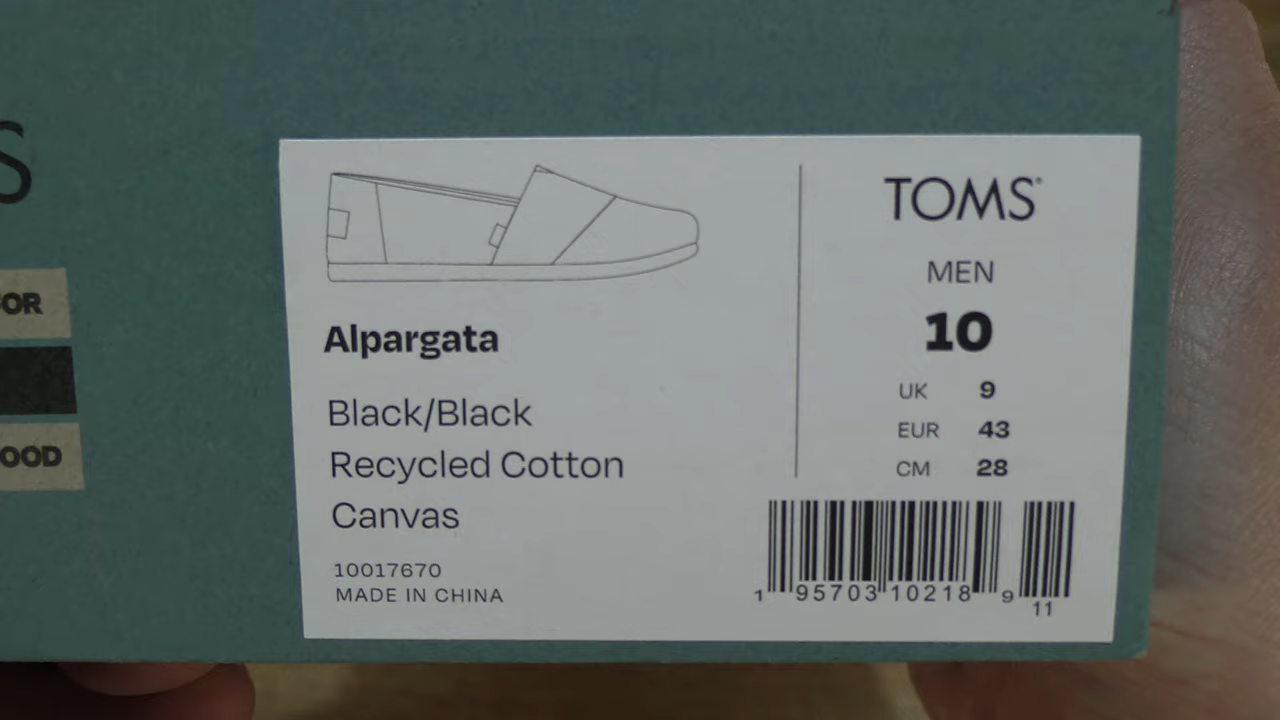 S
FOR
OOD
Alpargata
Black/Black
Recycled Cotton
Canvas
10017670
MADE IN CHINA
TOMS®
MEN
10
UK 9
EUR 43
CM 28
1 95703 10218 9
11